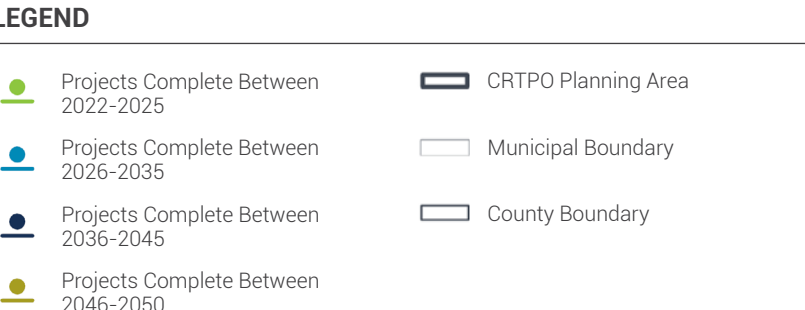 LEGEND
Projects Complete Between
2022-2025
Projects Complete Between
2026-2035
Projects Complete Between
2036-2045
Projects Complete Between
2046-2050
CRTPO Planning Area
Municipal Boundary
County Boundary